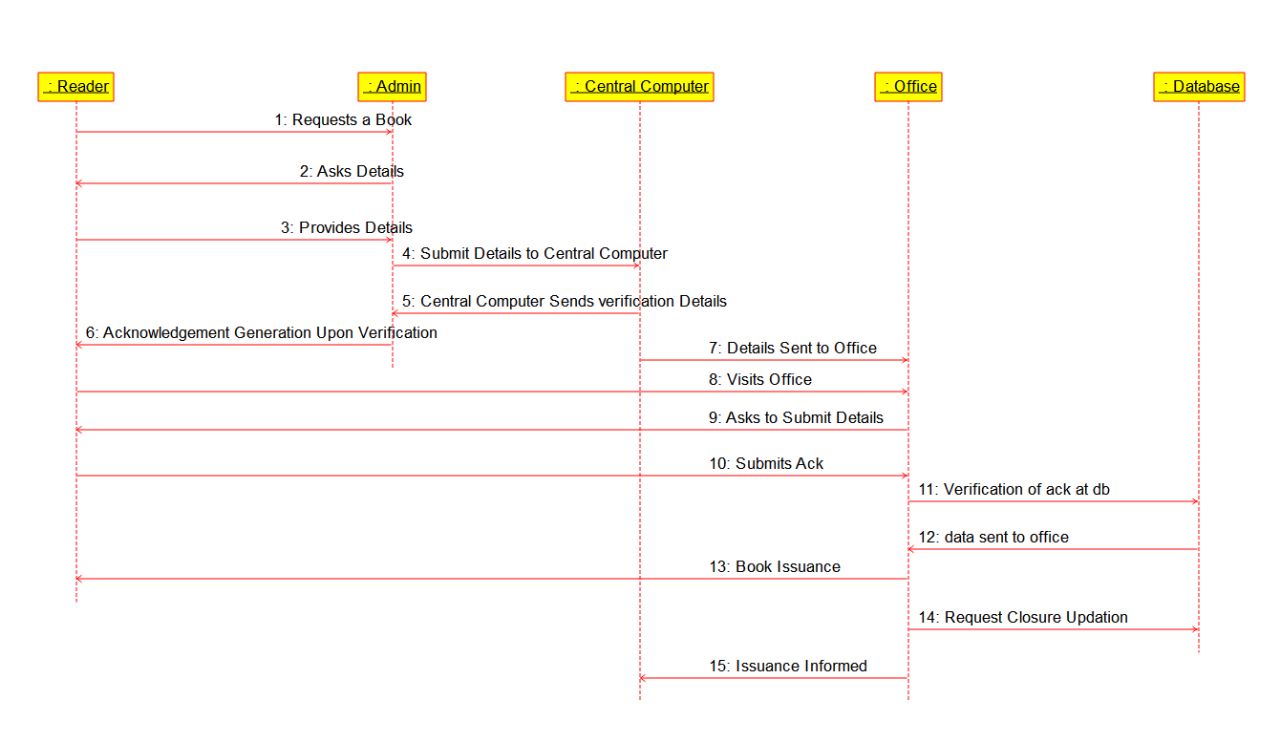 : Reader
: Admin
: Central Computer
: Office
: Database
1: Requests a Book
2: Asks Details
3: Provides Details
4: Submit Details to Central Computer
5: Central Computer Sends verification Details
6: Acknowledgement Generation Upon Verification
7: Details Sent to Office
8: Visits Office
9: Asks to Submit Details
10: Submits Ack
11: Verification of ack at db
12: data sent to office
13: Book Issuance
14: Request Closure Updation
15: Issuance Informed